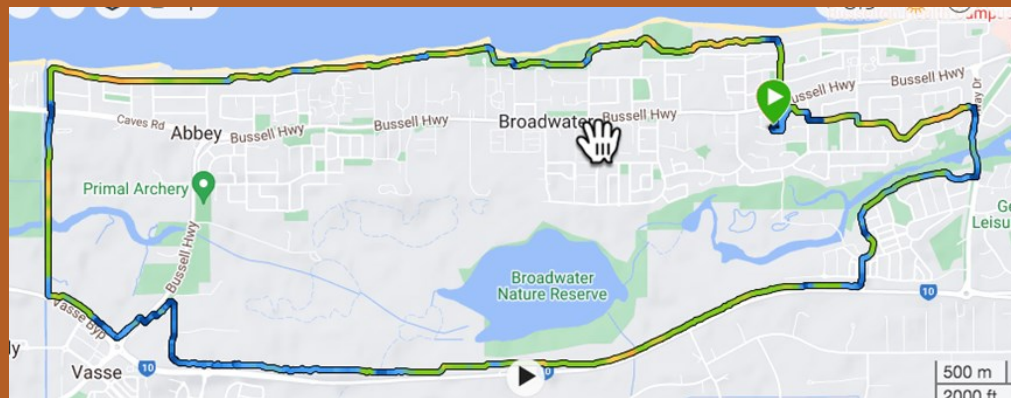 Bussell Hwy
Bussell Hwy
Caves Rd
Abbey
Bussell Hwy
Bussell Hwy
Broadwater
Bussell Hwy
Primal Archery
Bussell Hwy
Broadwater
Nature Reserve
10
Vasse Byp
Vasse
10
500 m
2000 ft